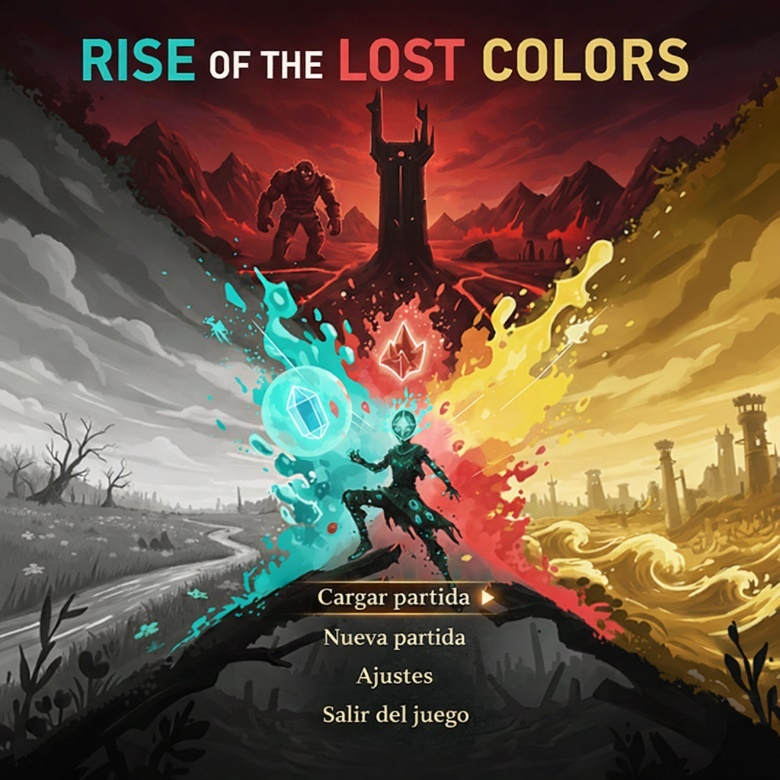 RISE OF THE LOST COLORS
Cargar partida
Nueva partida
Ajustes
Salir del juego